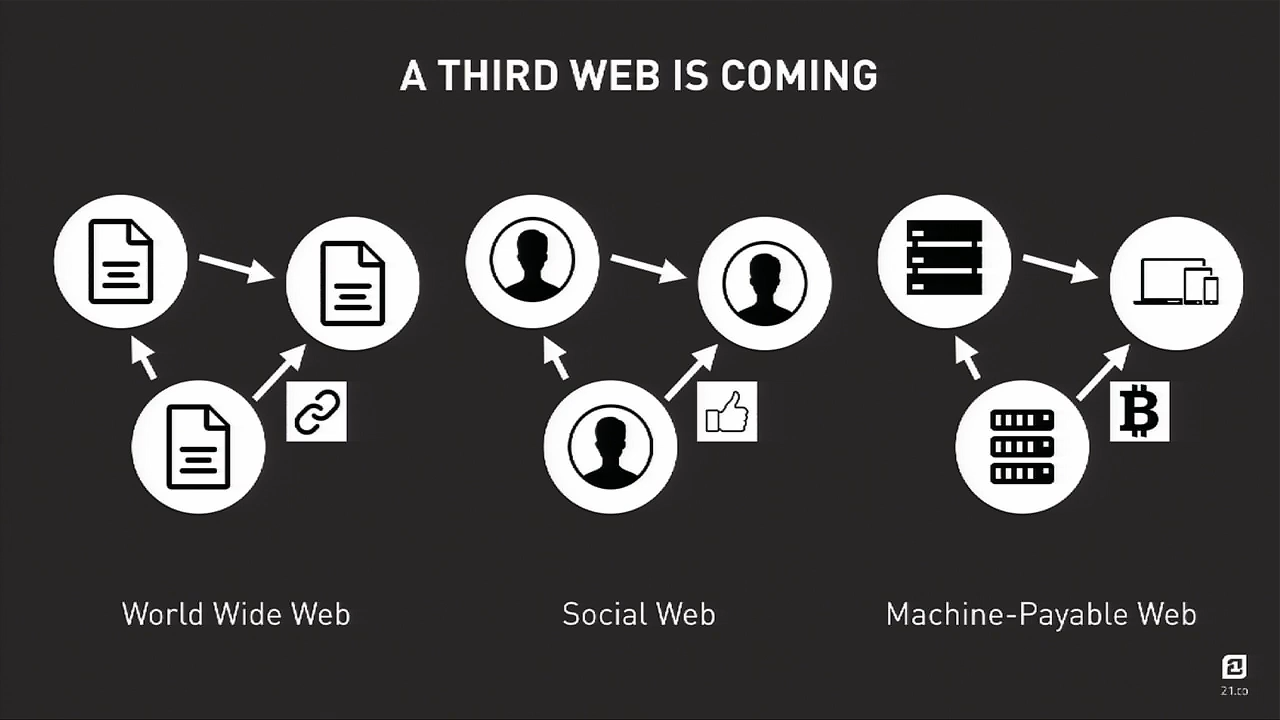 A THIRD WEB IS COMING
World Wide Web
Social Web
Machine-Payable Web
21.co